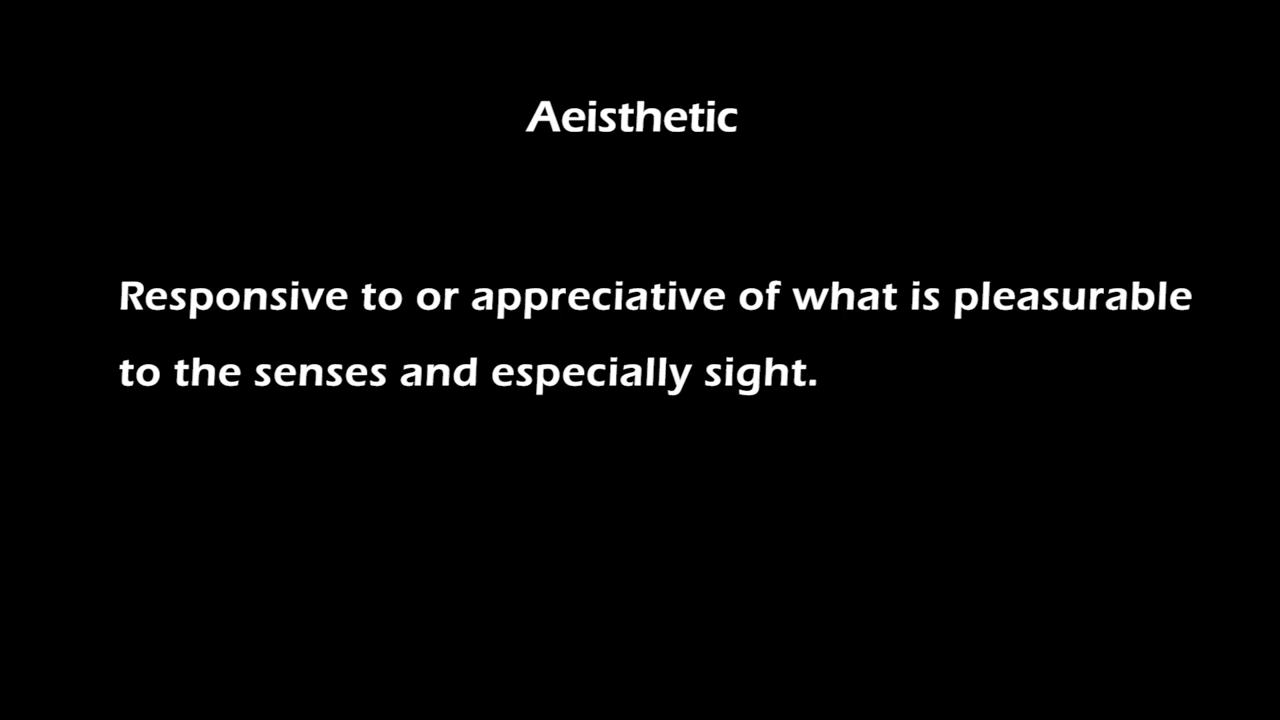 Aeisthetic
Responsive to or appreciative of what is pleasurable
to the senses and especially sight.